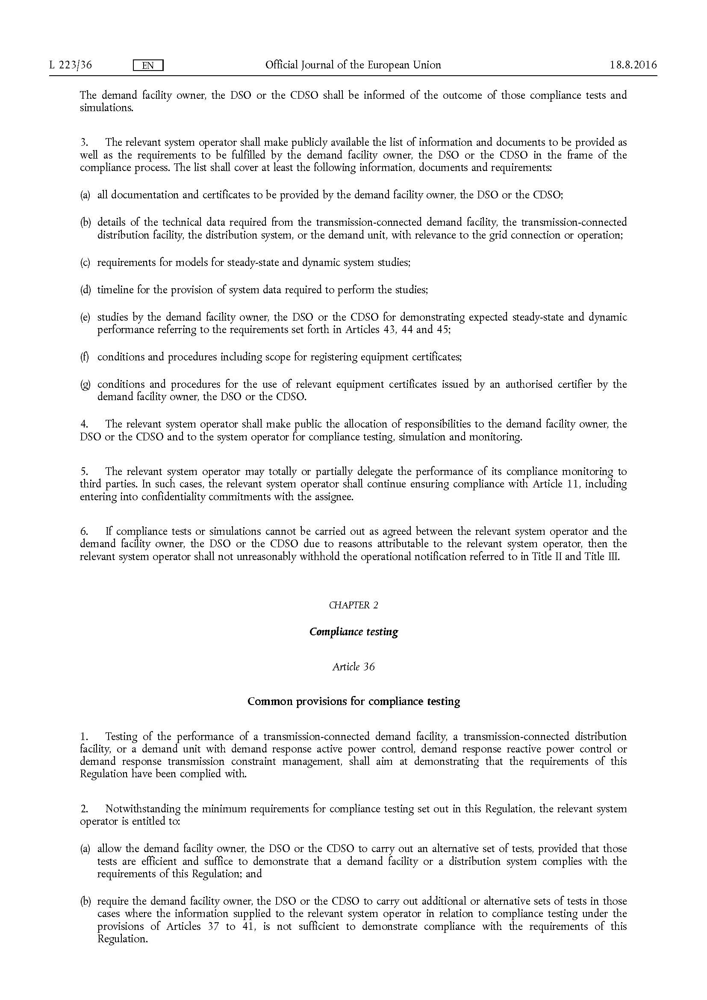 L 223/36 EN Official Journal of the European Union 18.8.2016
The demand facility owner, the DSO or the CDSO shall be informed of the outcome of those compliance tests and
simulations.
3. The relevant system operator shall make publicly available the list of information and documents to be provided as
well as the requirements to be fulfilled by the demand facility owner, the DSO or the CDSO in the frame of the
compliance process. The list shall cover at least the following information, documents and requirements:
(a) all documentation and certificates to be provided by the demand facility owner, the DSO or the CDSO;
(b) details of the technical data required from the transmission-connected demand facility, the transmission-connected
distribution facility, the distribution system, or the demand unit, with relevance to the grid connection or operation;
(c) requirements for models for steady-state and dynamic system studies;
(d) timeline for the provision of system data required to perform the studies;
(e) studies by the demand facility owner, the DSO or the CDSO for demonstrating expected steady-state and dynamic
performance referring to the requirements set forth in Articles 43, 44 and 45;
(f) conditions and procedures including scope for registering equipment certificates;
(g) conditions and procedures for the use of relevant equipment certificates issued by an authorised certifier by the
demand facility owner, the DSO or the CDSO.
4. The relevant system operator shall make public the allocation of responsibilities to the demand facility owner, the
DSO or the CDSO and to the system operator for compliance testing, simulation and monitoring.
5. The relevant system operator may totally or partially delegate the performance of its compliance monitoring to
third parties. In such cases, the relevant system operator shall continue ensuring compliance with Article 11, including
entering into confidentiality commitments with the assignee.
6. If compliance tests or simulations cannot be carried out as agreed between the relevant system operator and the
demand facility owner, the DSO or the CDSO due to reasons attributable to the relevant system operator, then the
relevant system operator shall not unreasonably withhold the operational notification referred to in Title II and Title III.
CHAPTER 2
Compliance testing
Article 36
Common provisions for compliance testing
1. Testing of the performance of a transmission-connected demand facility, a transmission-connected distribution
facility, or a demand unit with demand response active power control, demand response reactive power control or
demand response transmission constraint management, shall aim at demonstrating that the requirements of this
Regulation have been complied with.
2. Notwithstanding the minimum requirements for compliance testing set out in this Regulation, the relevant system
operator is entitled to:
(a) allow the demand facility owner, the DSO or the CDSO to carry out an alternative set of tests, provided that those
tests are efficient and suffice to demonstrate that a demand facility or a distribution system complies with the
requirements of this Regulation; and
(b) require the demand facility owner, the DSO or the CDSO to carry out additional or alternative sets of tests in those
cases where the information supplied to the relevant system operator in relation to compliance testing under the
provisions of Articles 37 to 41, is not sufficient to demonstrate compliance with the requirements of this
Regulation.